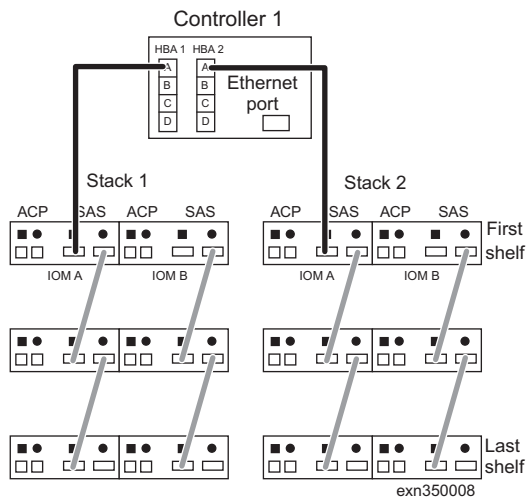 Controller 1
HBA 1 HBA 2
A A
B B
C C
D D
Ethernet
port
Stack 1
Stack 2
ACP SAS ACP SAS
ACP SAS ACP SAS
First
shelf
IOM A IOM B
IOM A IOM B
Last
shelf
exn350008